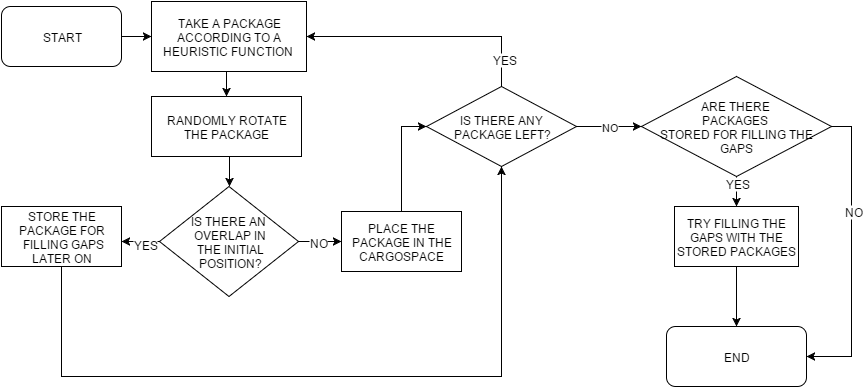 START
TAKE A PACKAGE
ACCORDING TO A
HEURISTIC FUNCTION
RANDOMLY ROTATE
THE PACKAGE
IS THERE AN
OVERLAP IN
THE INITIAL
POSITION?
YES
STORE THE
PACKAGE FOR
FILLING GAPS
LATER ON
NO
PLACE THE
PACKAGE IN THE
CARGOSPACE
IS THERE ANY
PACKAGE LEFT?
YES
NO
ARE THERE
PACKAGES
STORED FOR FILLING THE
GAPS
YES
NO
TRY FILLING THE
GAPS WITH THE
STORED PACKAGES
END